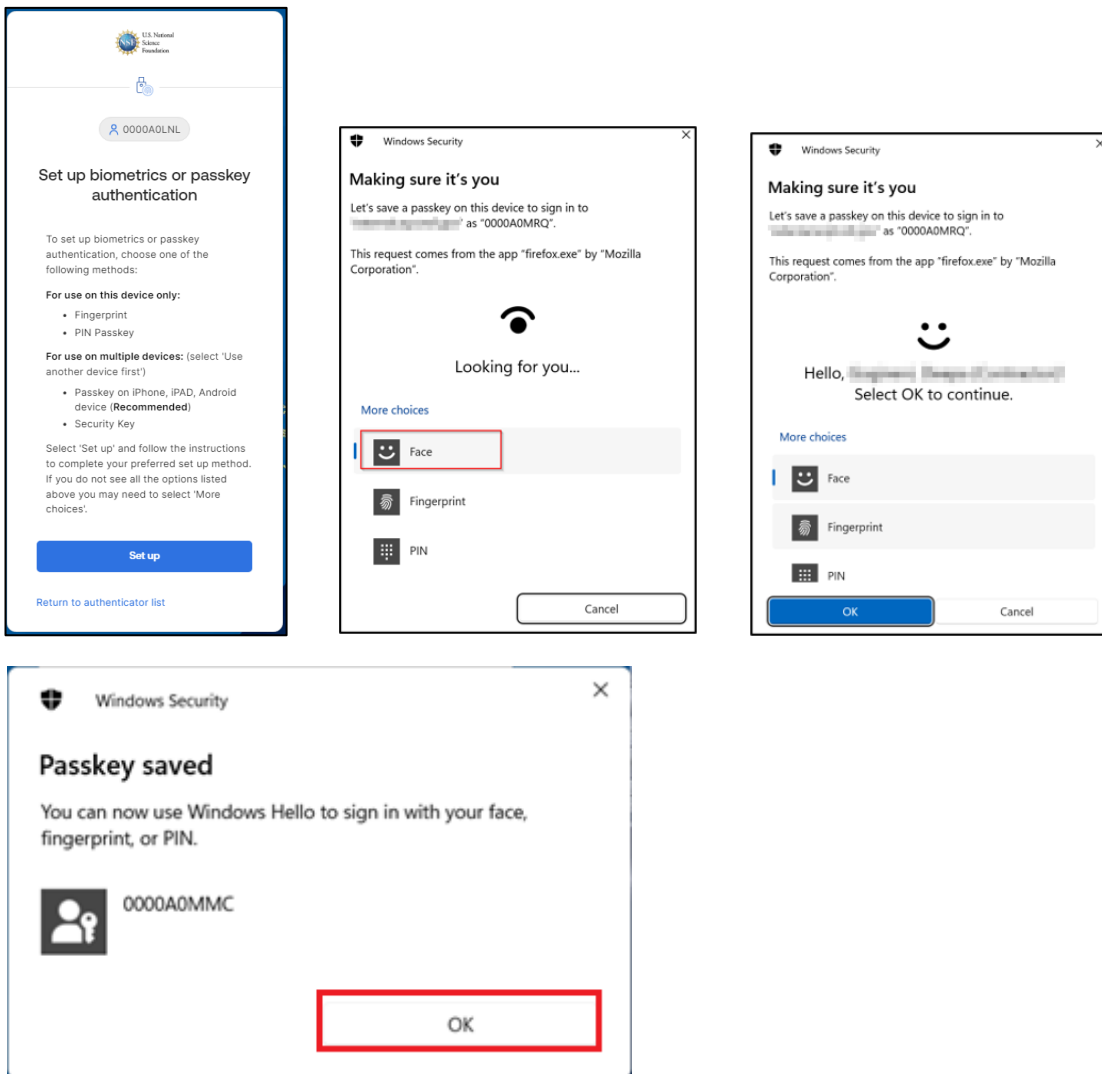 U.S. National
Science
Foundation
NSF
0000A0LNL
Set up biometrics or passkey
authentication
To set up biometrics or passkey
authentication, choose one of the
following methods:
For use on this device only:
• Fingerprint
• PIN Passkey
For use on multiple devices: (select 'Use
another device first')
• Passkey on iPhone, iPAD, Android
device (Recommended)
• Security Key
Select 'Set up' and follow the instructions
to complete your preferred set up method.
If you do not see all the options listed
above you may need to select 'More
choices'.
Set up
Return to authenticator list
Windows Security
Making sure it's you
Let's save a passkey on this device to sign in to
" as "0000A0MRQ".
This request comes from the app "firefox.exe" by "Mozilla
Corporation".
Looking for you...
More choices
Face
Fingerprint
PIN
Cancel
Windows Security
Making sure it's you
Let's save a passkey on this device to sign in to
" as "0000A0MRQ".
This request comes from the app "firefox.exe" by "Mozilla
Corporation".
Hello,
Select OK to continue.
More choices
Face
Fingerprint
PIN
OK
Cancel
Windows Security
Passkey saved
You can now use Windows Hello to sign in with your face,
fingerprint, or PIN.
0000A0MMC
OK